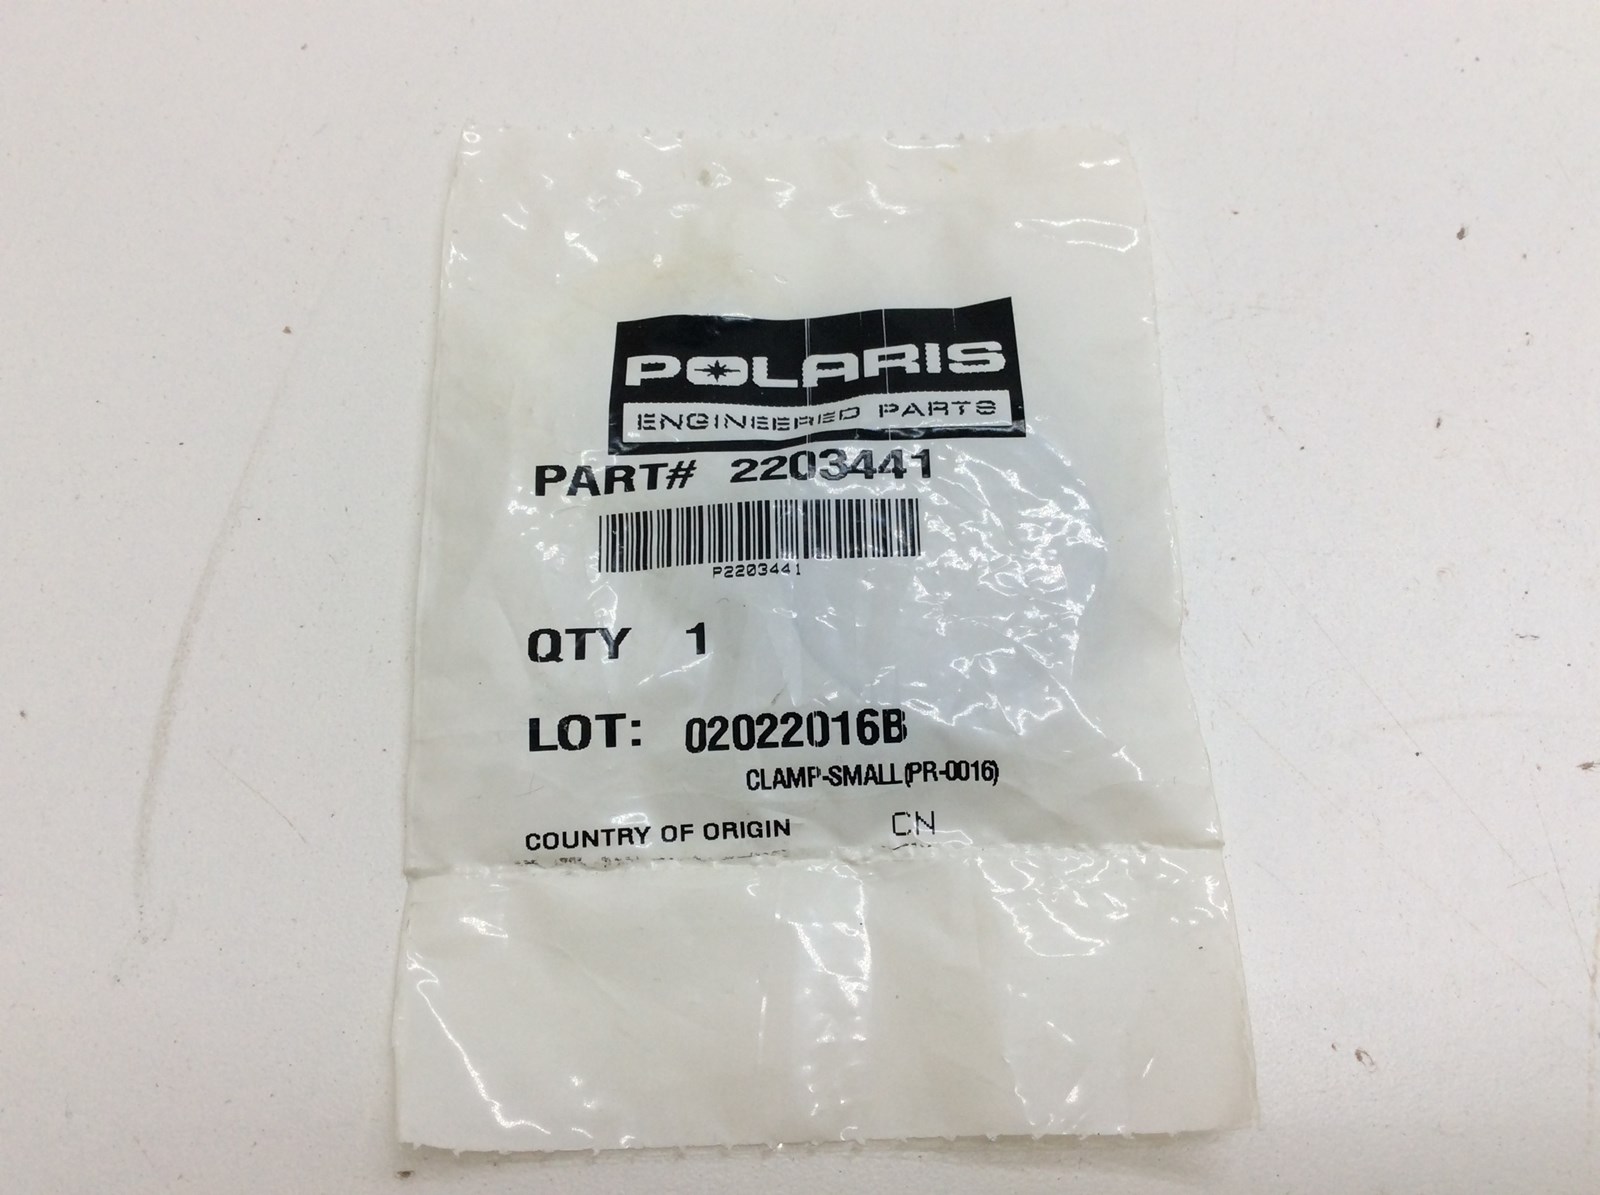 POLARIS
ENGINEERED PARTS
PART# 2203441
P2203441
QTY 1
LOT: 02022016B
CLAMP-SMALL(PR-0016)
COUNTRY OF ORIGIN CN